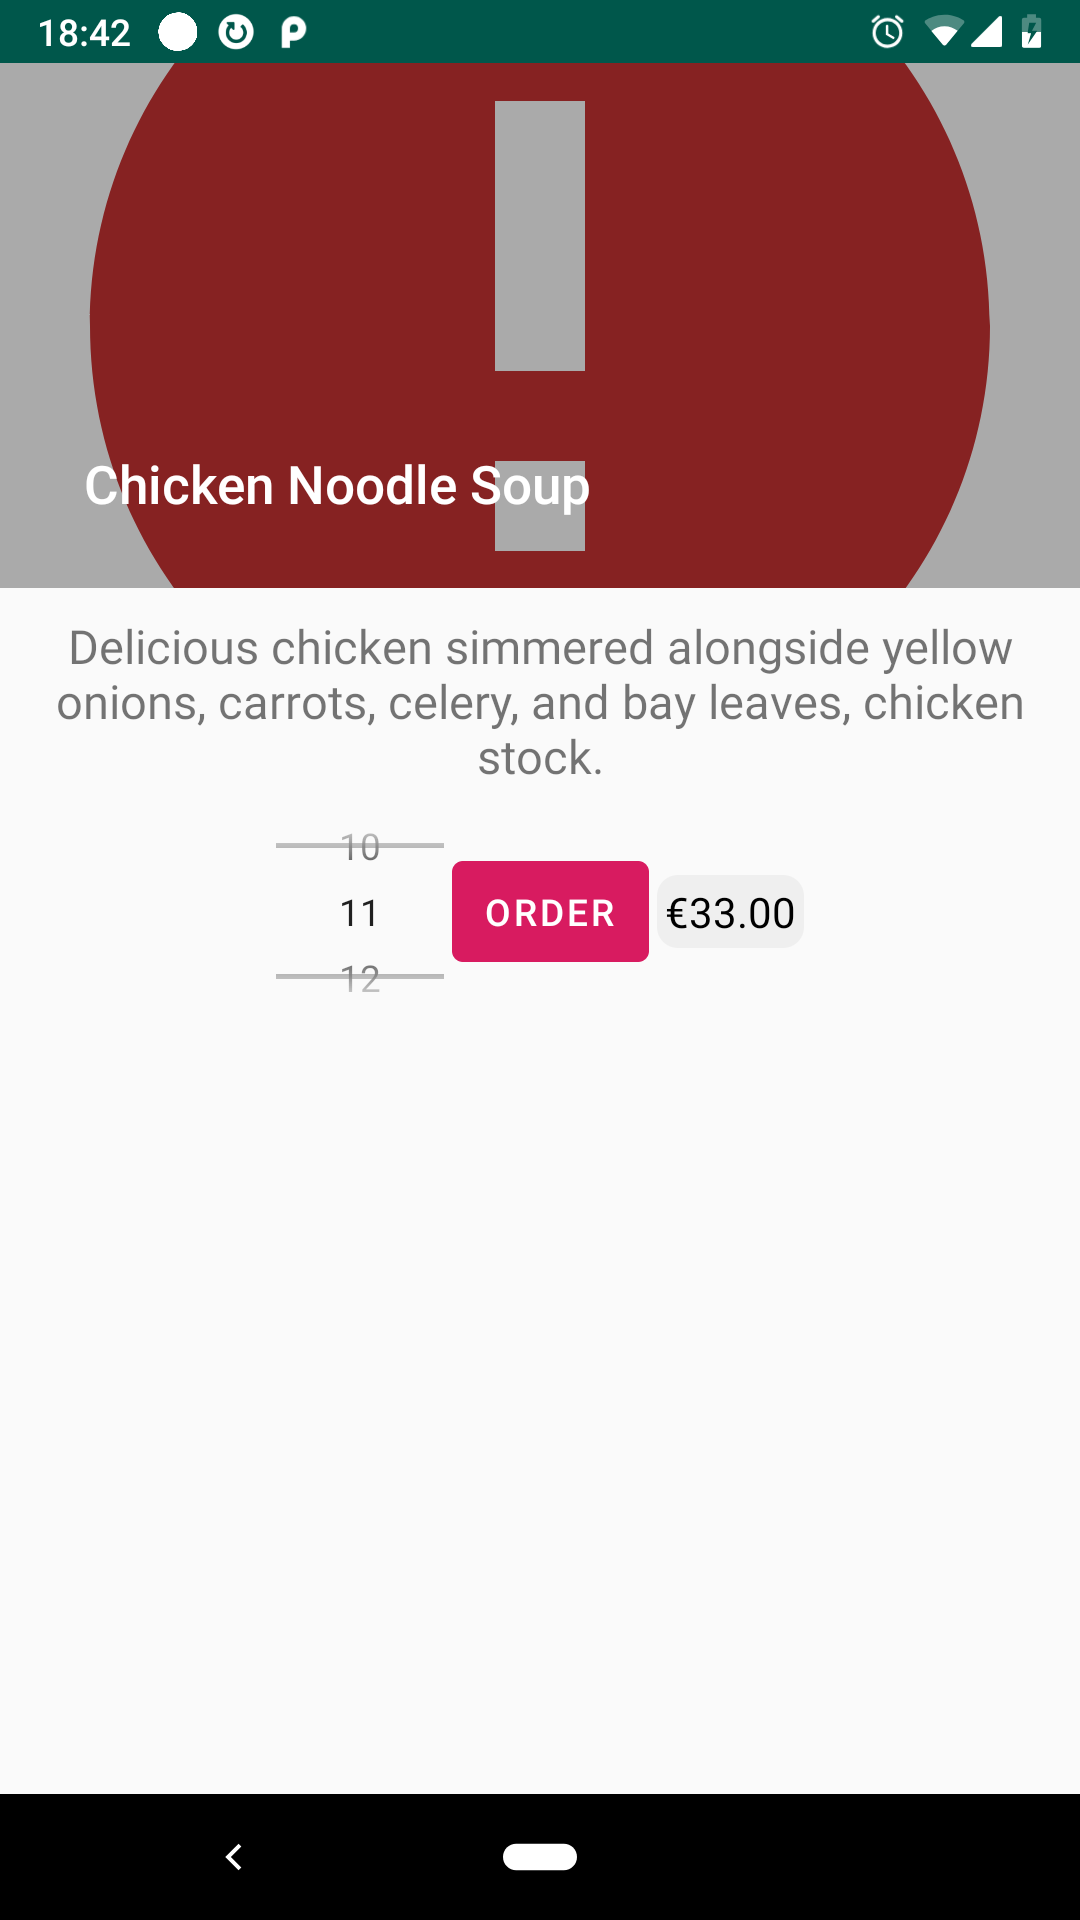 18:42
Chicken Noodle Soup
Delicious chicken simmered alongside yellow
onions, carrots, celery, and bay leaves, chicken
stock.
10
11
12
ORDER
€33.00